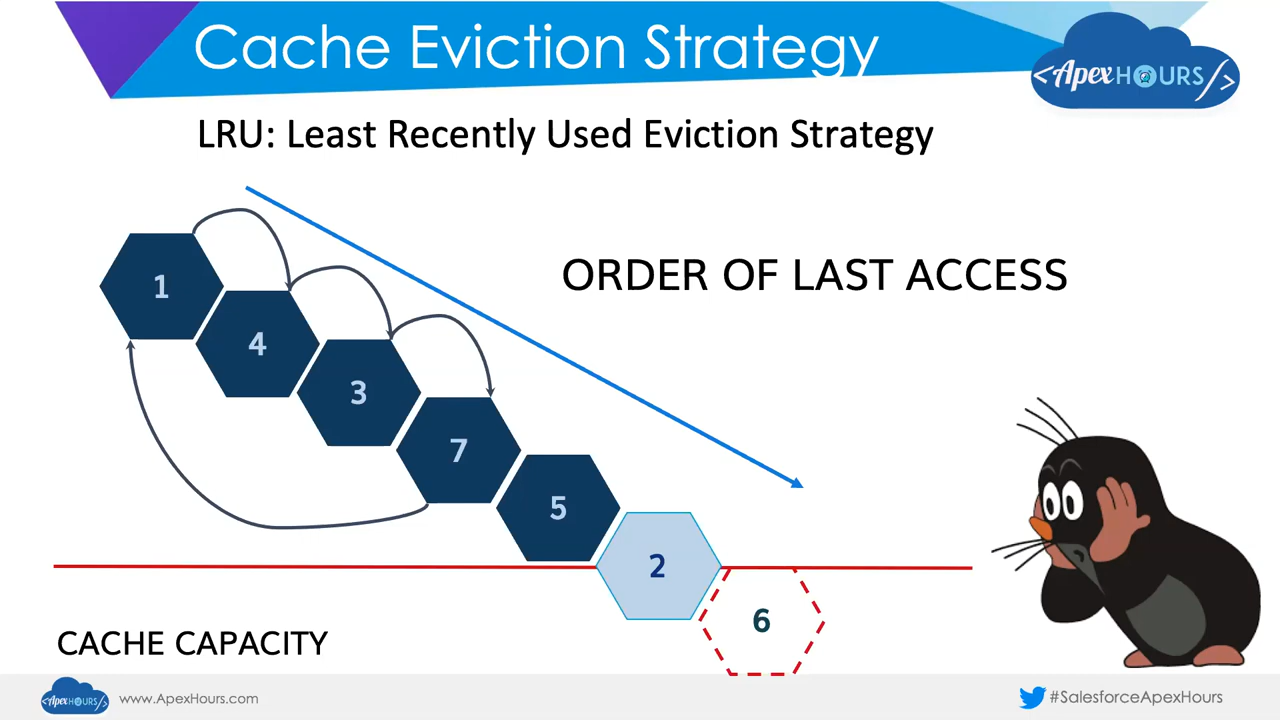 Cache Eviction Strategy
<ApexHOURS/>
LRU: Least Recently Used Eviction Strategy
ORDER OF LAST ACCESS
1
4
3
7
5
2
6
CACHE CAPACITY
<ApexHOURS/>
www.ApexHours.com
#SalesforceApexHours